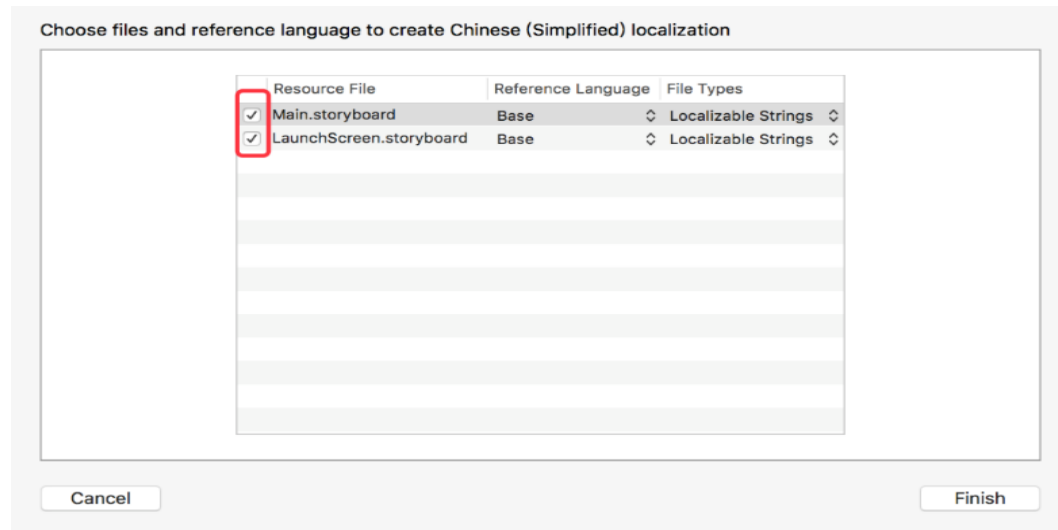 Choose files and reference language to create Chinese (Simplified) localization
Resource File Reference Language File Types
Main.storyboard Base Localizable Strings
LaunchScreen.storyboard Base Localizable Strings
Cancel Finish